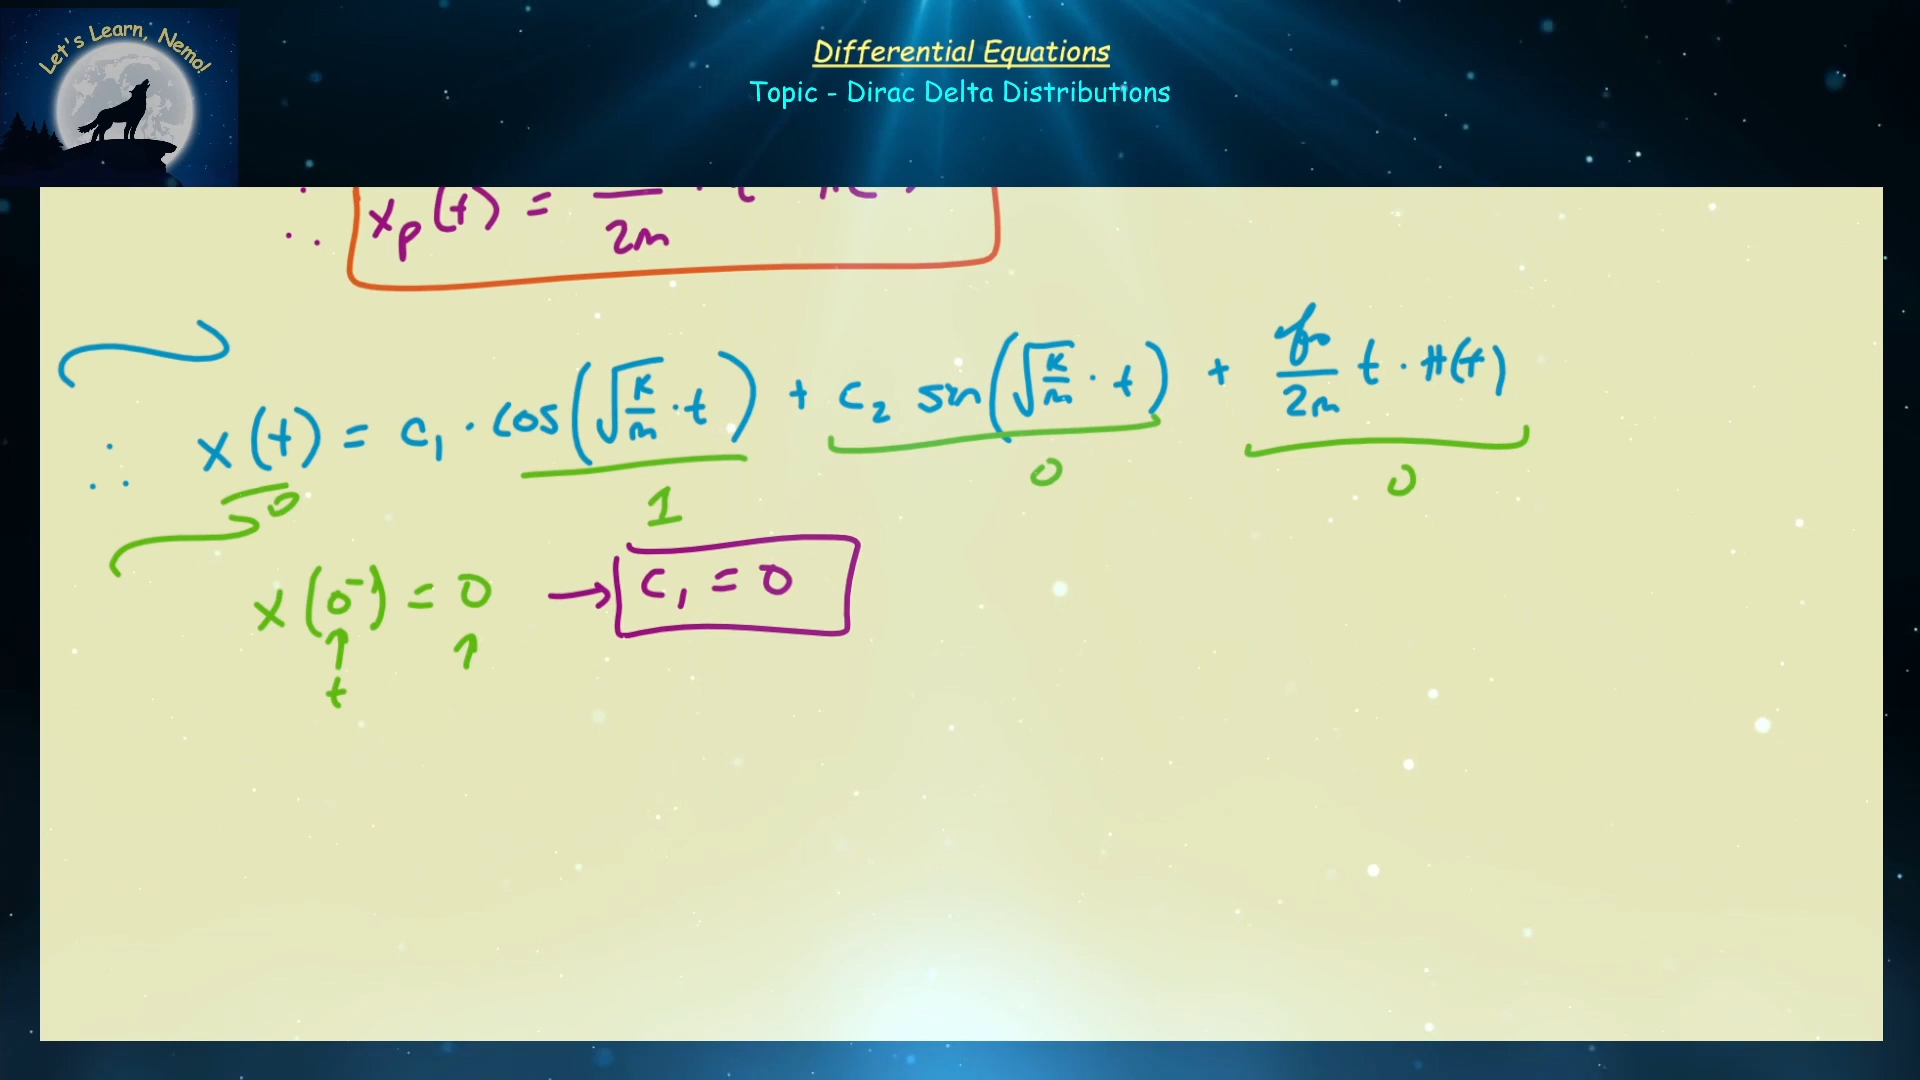 Let's Learn, Nemo!
Differential Equations
Topic - Dirac Delta Distributions
∴ x_p(t) = / 2m
∴ x(t) = c₁ · cos(√(k/m) · t) + c₂ sin(√(k/m) · t) + f₀/2m t · H(t)
0 1 0 0
x(0⁻) = 0 → c₁ = 0
↑ ↑
t